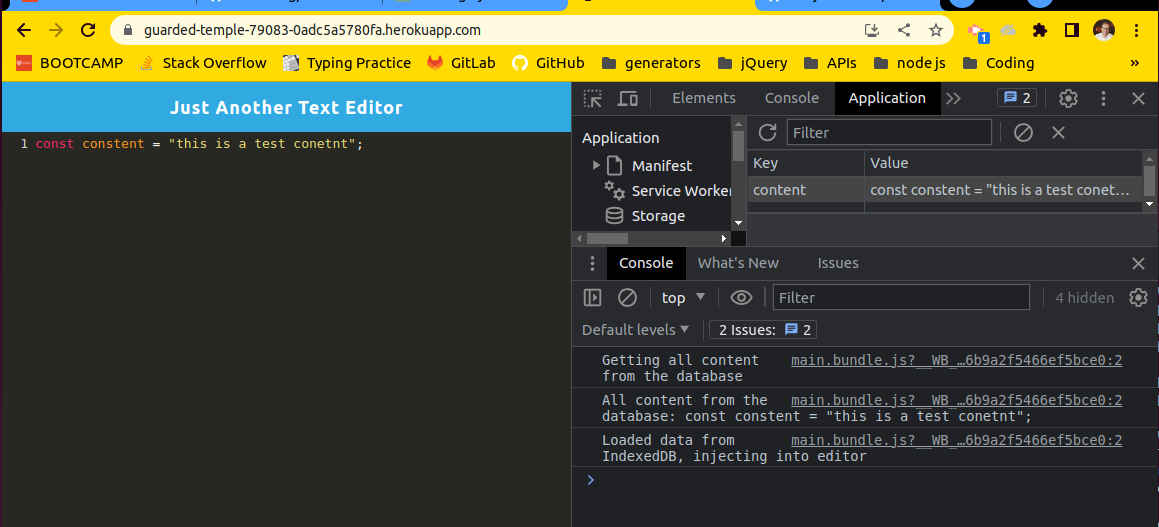 guarded-temple-79083-0adc5a5780fa.herokuapp.com
1
BOOTCAMP Stack Overflow Typing Practice GitLab GitHub generators jQuery APIs node js Coding »
Just Another Text Editor
1 const constent = "this is a test conetnt";
Elements Console Application 2
Application
Manifest
Service Worker
Storage
Filter
Key Value
content const constent = "this is a test conet…
Console What's New Issues
top Filter 4 hidden
Default levels 2 Issues: 2
Getting all content main.bundle.js?__WB_…6b9a2f5466ef5bce0:2
from the database
All content from the main.bundle.js?__WB_…6b9a2f5466ef5bce0:2
database: const constent = "this is a test conetnt";
Loaded data from main.bundle.js?__WB_…6b9a2f5466ef5bce0:2
IndexedDB, injecting into editor